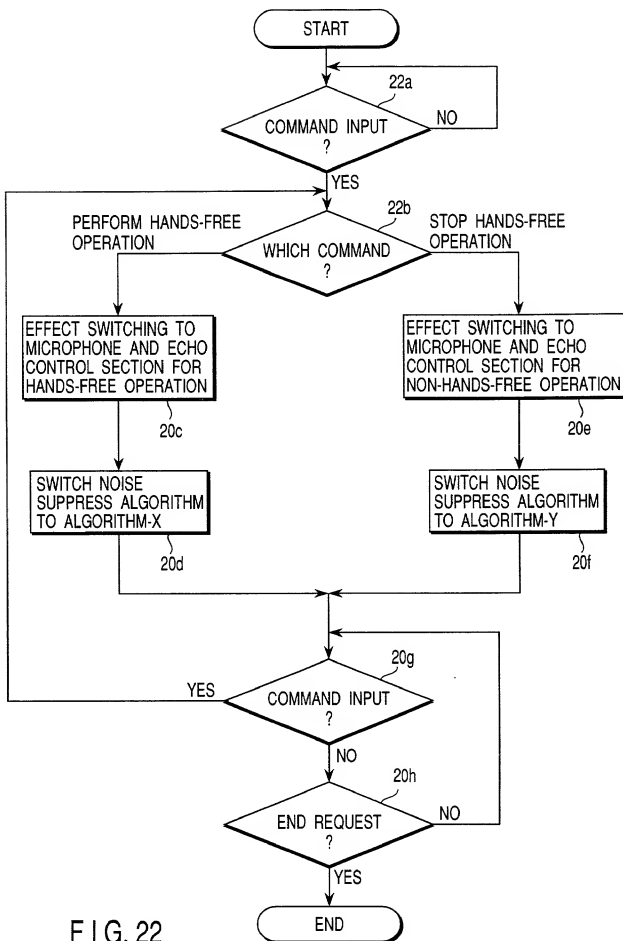 START
22a
COMMAND INPUT
?
NO
YES
22b
PERFORM HANDS-FREE
OPERATION
WHICH COMMAND
?
STOP HANDS-FREE
OPERATION
EFFECT SWITCHING TO
MICROPHONE AND ECHO
CONTROL SECTION FOR
HANDS-FREE OPERATION
20c
EFFECT SWITCHING TO
MICROPHONE AND ECHO
CONTROL SECTION FOR
NON-HANDS-FREE OPERATION
20e
SWITCH NOISE
SUPPRESS ALGORITHM
TO ALGORITHM-X
20d
SWITCH NOISE
SUPPRESS ALGORITHM
TO ALGORITHM-Y
20f
20g
YES
COMMAND INPUT
?
NO
20h
END REQUEST
?
NO
YES
END
FIG. 22